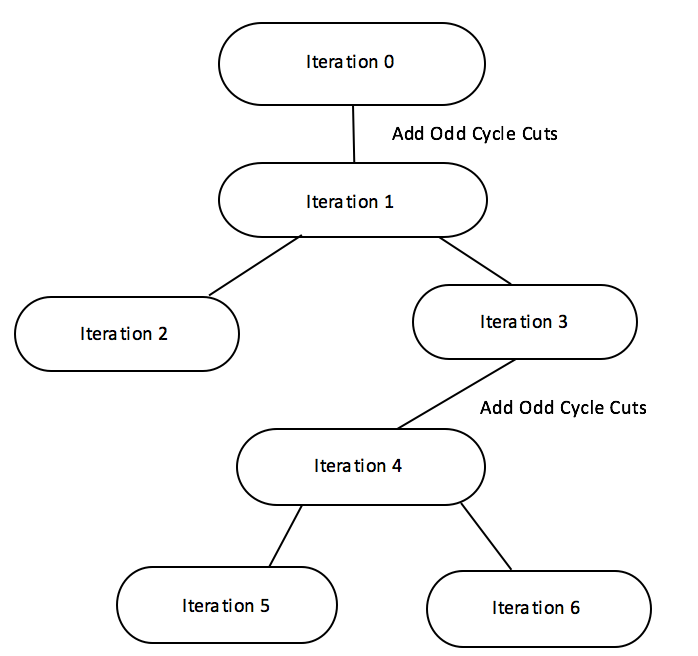 Iteration 0
Add Odd Cycle Cuts
Iteration 1
Iteration 2
Iteration 3
Add Odd Cycle Cuts
Iteration 4
Iteration 5
Iteration 6